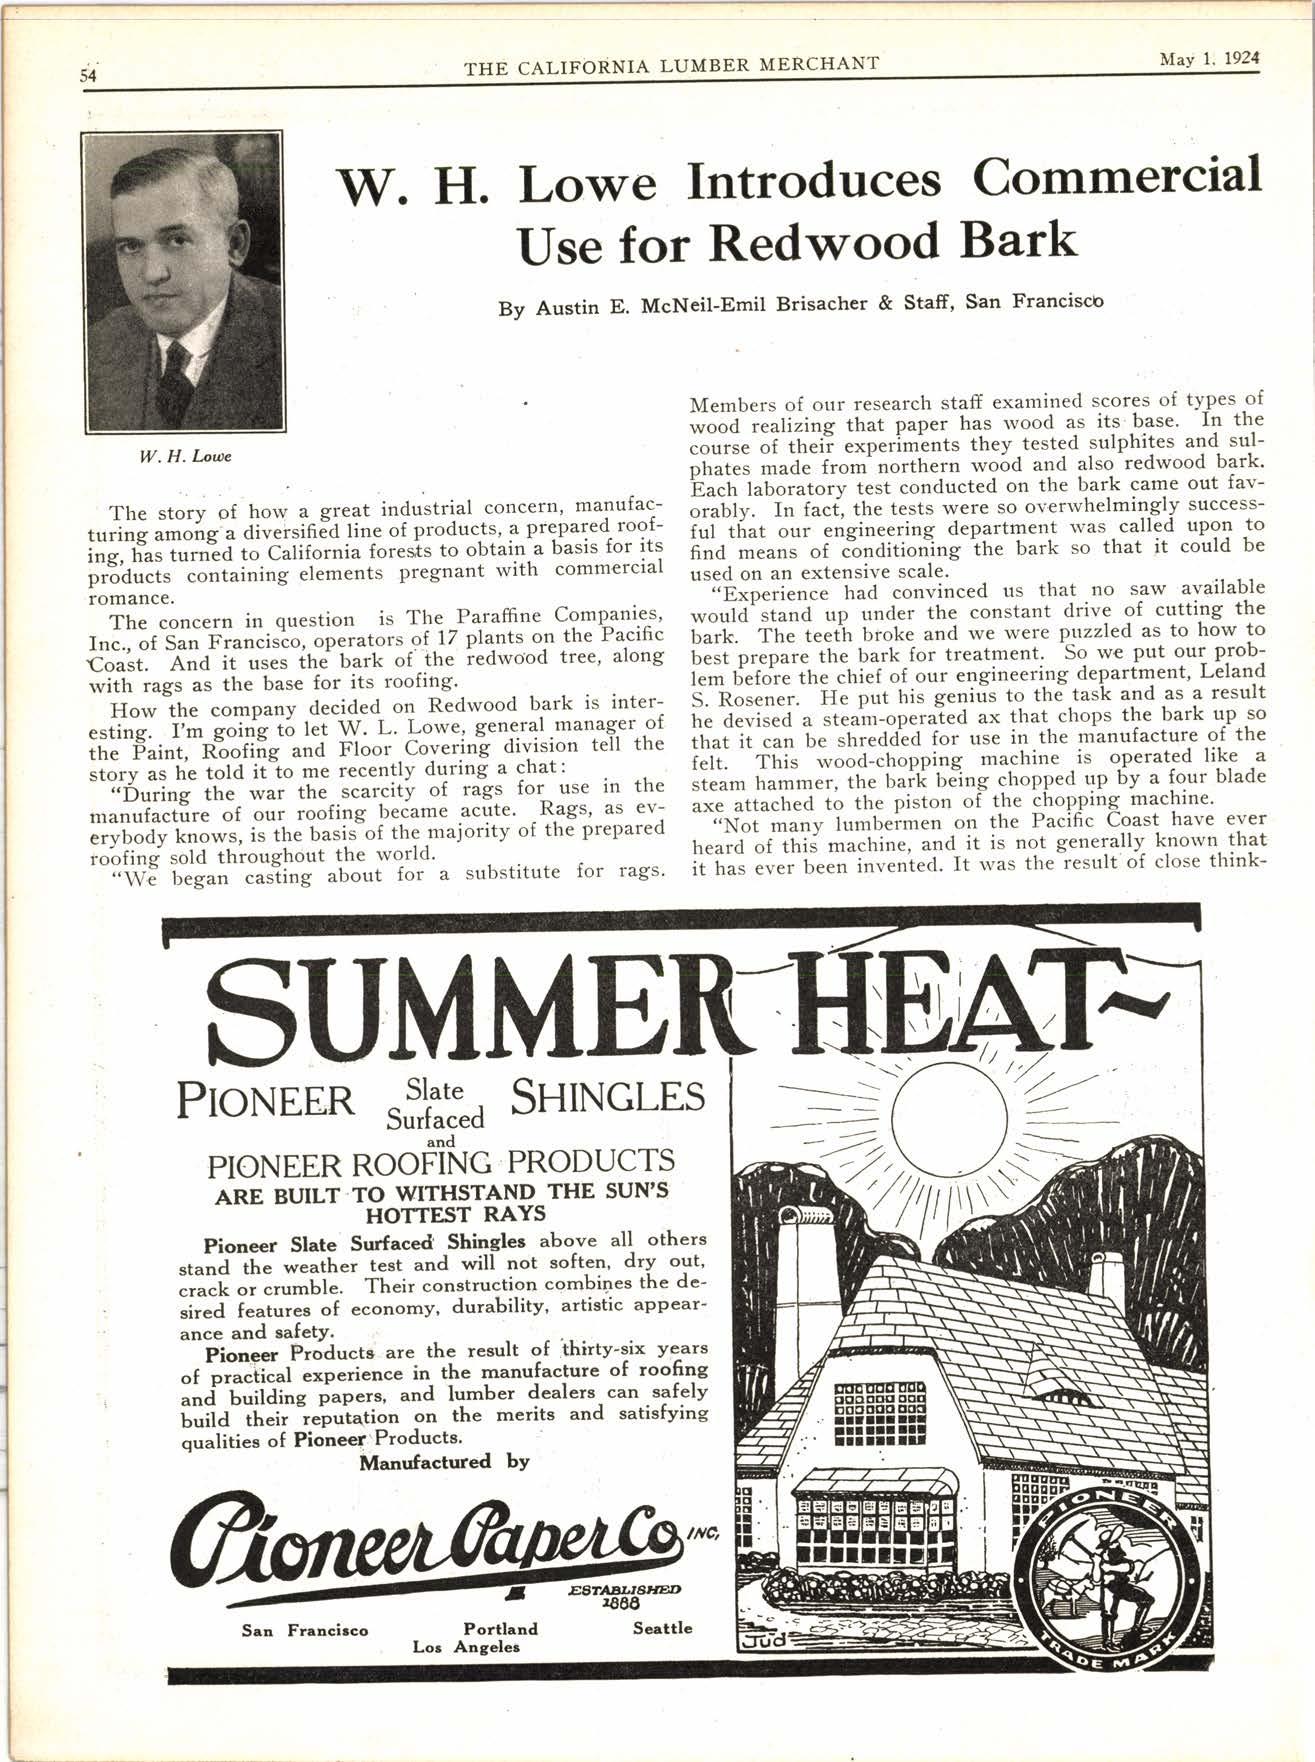 54
THE CALIFORNIA LUMBER MERCHANT
May 1, 1924
W. H. Lowe Introduces Commercial
Use for Redwood Bark
By Austin E. McNeil-Emil Brisacher & Staff, San Francisco
W. H. Lowe
The story of how a great industrial concern, manufac-
turing among a diversified line of products, a prepared roof-
ing, has turned to California forests to obtain a basis for its
products containing elements pregnant with commercial
romance.
The concern in question is The Paraffine Companies,
Inc., of San Francisco, operators of 17 plants on the Pacific
Coast. And it uses the bark of the redwood tree, along
with rags as the base for its roofing.
How the company decided on Redwood bark is inter-
esting. I'm going to let W. L. Lowe, general manager of
the Paint, Roofing and Floor Covering division tell the
story as he told it to me recently during a chat:
"During the war the scarcity of rags for use in the
manufacture of our roofing became acute. Rags, as ev-
erybody knows, is the basis of the majority of the prepared
roofing sold throughout the world.
"We began casting about for a substitute for rags.
Members of our research staff examined scores of types of
wood realizing that paper has wood as its base. In the
course of their experiments they tested sulphites and sul-
phates made from northern wood and also redwood bark.
Each laboratory test conducted on the bark came out fav-
orably. In fact, the tests were so overwhelmingly success-
ful that our engineering department was called upon to
find means of conditioning the bark so that it could be
used on an extensive scale.
"Experience had convinced us that no saw available
would stand up under the constant drive of cutting the
bark. The teeth broke and we were puzzled as to how to
best prepare the bark for treatment. So we put our prob-
lem before the chief of our engineering department, Leland
S. Rosener. He put his genius to the task and as a result
he devised a steam-operated ax that chops the bark up so
that it can be shredded for use in the manufacture of the
felt. This wood-chopping machine is operated like a
steam hammer, the bark being chopped up by a four blade
axe attached to the piston of the chopping machine.
"Not many lumbermen on the Pacific Coast have ever
heard of this machine, and it is not generally known that
it has ever been invented. It was the result of close think-
SUMMER HEAT~
PIONEER Slate Surfaced SHINGLES
and
PIONEER ROOFING PRODUCTS
ARE BUILT TO WITHSTAND THE SUN'S
HOTTEST RAYS
Pioneer Slate Surfaced Shingles above all others
stand the weather test and will not soften, dry out,
crack or crumble. Their construction combines the de-
sired features of economy, durability, artistic appear-
ance and safety.
Pioneer Products are the result of thirty-six years
of practical experience in the manufacture of roofing
and building papers, and lumber dealers can safely
build their reputation on the merits and satisfying
qualities of Pioneer Products.
Manufactured by
Pioneer Paper Co INC,
ESTABLISHED
1888
San Francisco Portland Seattle
Los Angeles
Jud
PIONEER
TRADE MARK